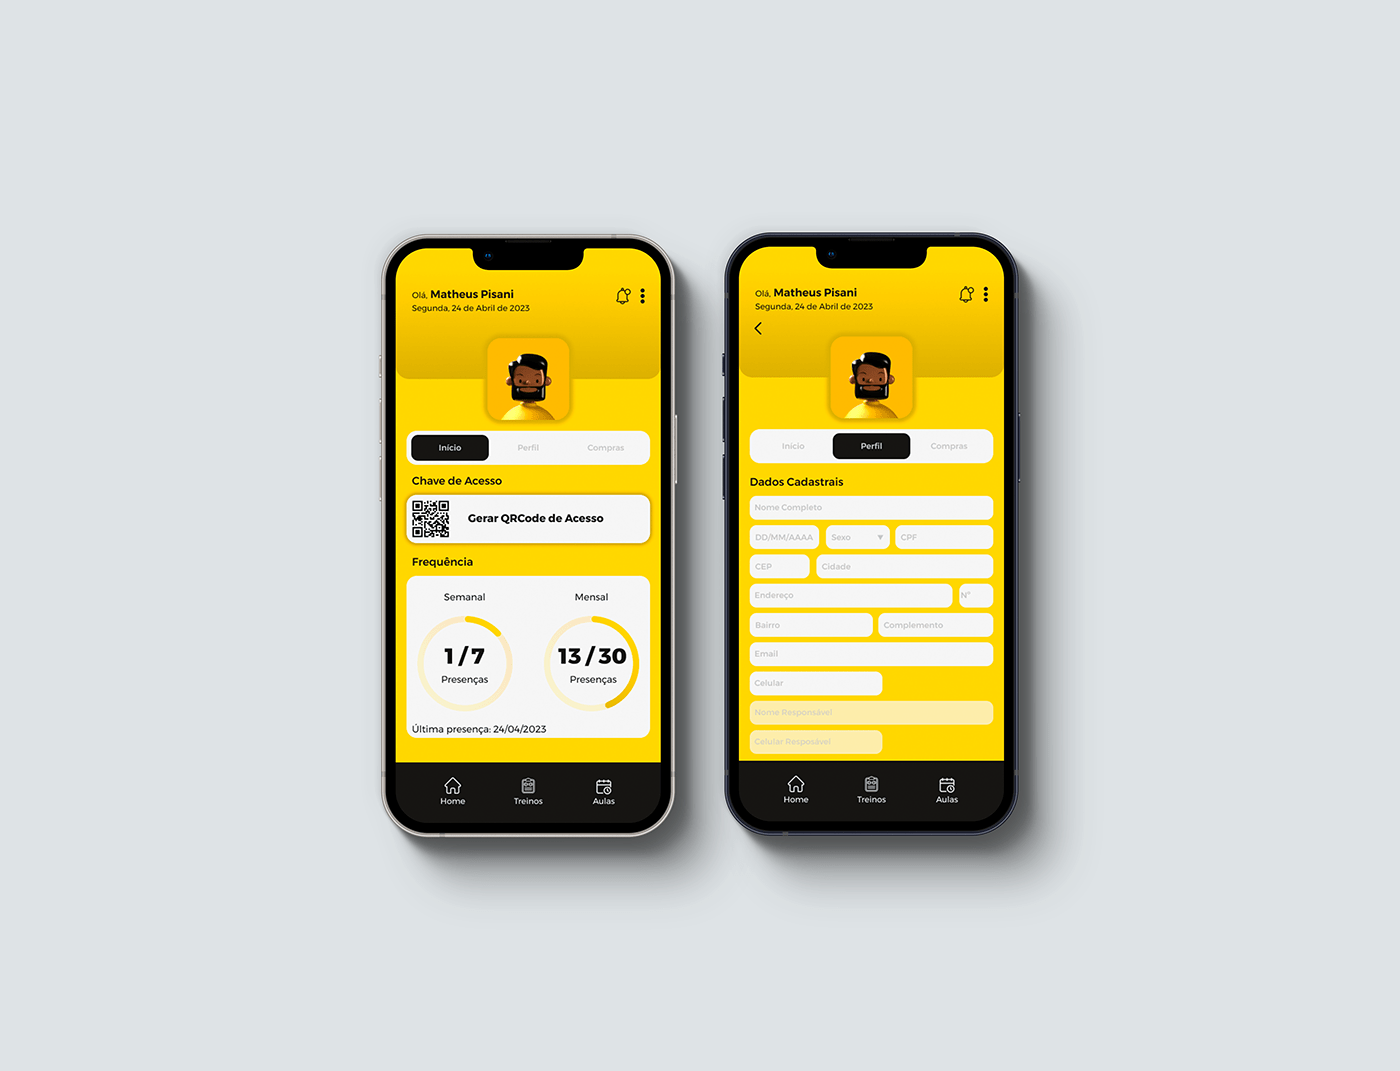 Olá, Matheus Pisani
Segunda, 24 de Abril de 2023
Início Perfil Compras
Chave de Acesso
Gerar QRCode de Acesso
Frequência
Semanal Mensal
1/7 13/30
Presenças Presenças
Última presença: 24/04/2023
Home Treinos Aulas
Olá, Matheus Pisani
Segunda, 24 de Abril de 2023
Início Perfil Compras
Dados Cadastrais
Nome Completo
DD/MM/AAAA Sexo CPF
CEP Cidade
Endereço Nº
Bairro Complemento
Email
Celular
Nome Responsável
Celular Resposável
Home Treinos Aulas